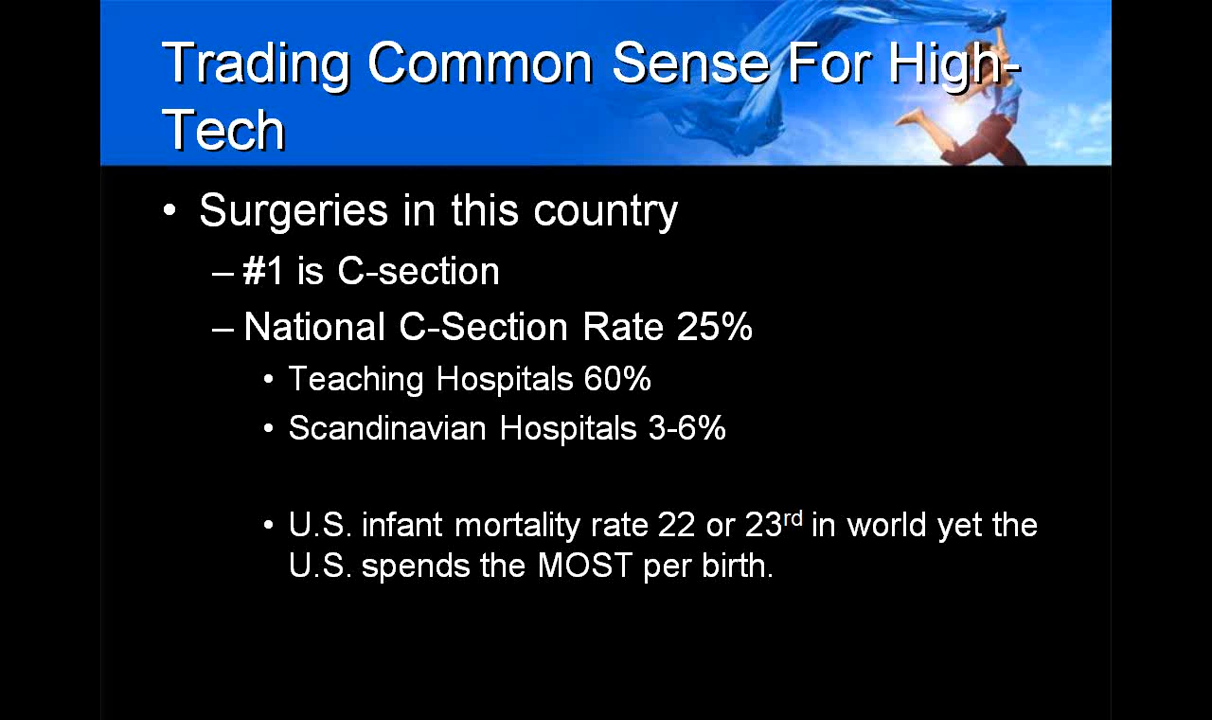 Trading Common Sense For High-
Tech
• Surgeries in this country
– #1 is C-section
– National C-Section Rate 25%
• Teaching Hospitals 60%
• Scandinavian Hospitals 3-6%
• U.S. infant mortality rate 22 or 23rd in world yet the
U.S. spends the MOST per birth.